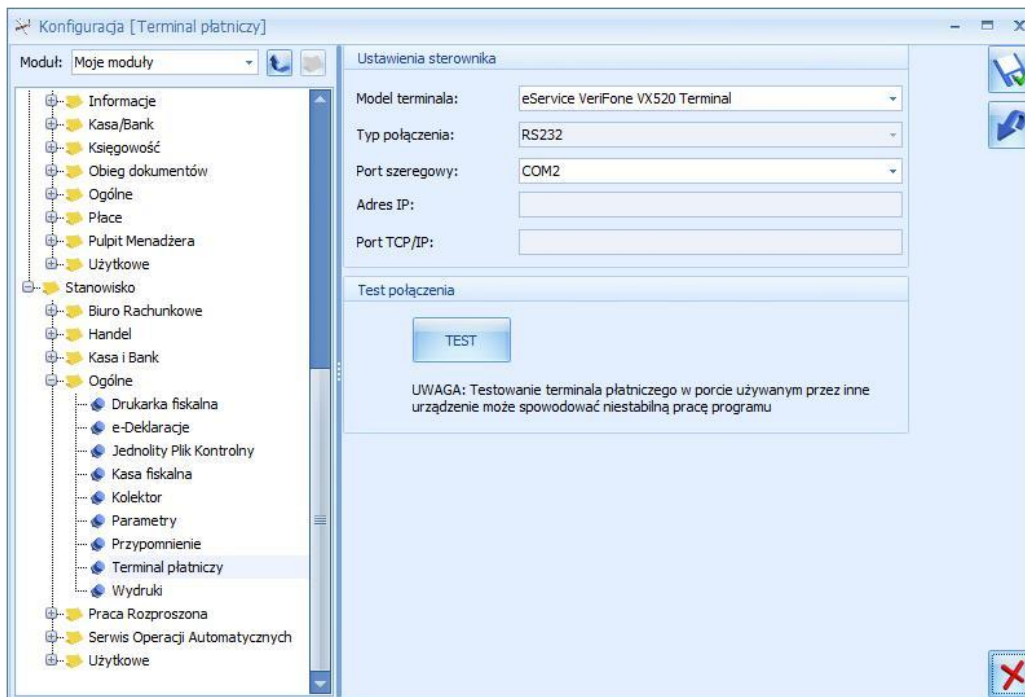 Konfiguracja [Terminal płatniczy]
Moduł: Moje moduły
Informacje
Kasa/Bank
Księgowość
Obieg dokumentów
Ogólne
Płace
Pulpit Menadżera
Użytkowe
Stanowisko
Biuro Rachunkowe
Handel
Kasa i Bank
Ogólne
Drukarka fiskalna
e-Deklaracje
Jednolity Plik Kontrolny
Kasa fiskalna
Kolektor
Parametry
Przypomnienie
Terminal płatniczy
Wydruki
Praca Rozproszona
Serwis Operacji Automatycznych
Użytkowe
Ustawienia sterownika
Model terminala: eService VeriFone VX520 Terminal
Typ połączenia: RS232
Port szeregowy: COM2
Adres IP:
Port TCP/IP:
Test połączenia
TEST
UWAGA: Testowanie terminala płatniczego w porcie używanym przez inne
urządzenie może spowodować niestabilną pracę programu